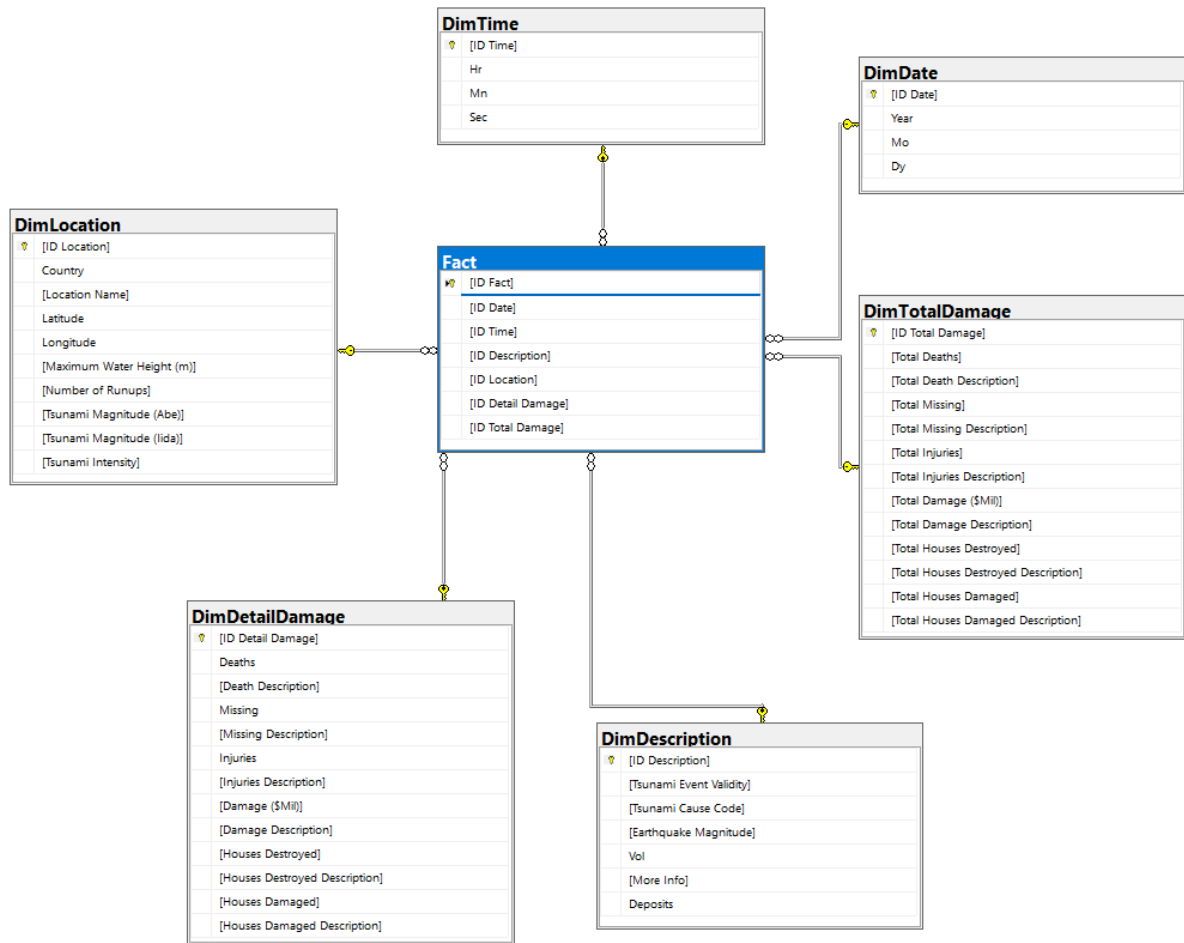 DimTime
[ID Time]
Hr
Mn
Sec
DimDate
[ID Date]
Year
Mo
Dy
DimLocation
[ID Location]
Country
[Location Name]
Latitude
Longitude
[Maximum Water Height (m)]
[Number of Runups]
[Tsunami Magnitude (Abe)]
[Tsunami Magnitude (Iida)]
[Tsunami Intensity]
Fact
[ID Fact]
[ID Date]
[ID Time]
[ID Description]
[ID Location]
[ID Detail Damage]
[ID Total Damage]
DimTotalDamage
[ID Total Damage]
[Total Deaths]
[Total Death Description]
[Total Missing]
[Total Missing Description]
[Total Injuries]
[Total Injuries Description]
[Total Damage ($Mil)]
[Total Damage Description]
[Total Houses Destroyed]
[Total Houses Destroyed Description]
[Total Houses Damaged]
[Total Houses Damaged Description]
DimDetailDamage
[ID Detail Damage]
Deaths
[Death Description]
Missing
[Missing Description]
Injuries
[Injuries Description]
[Damage ($Mil)]
[Damage Description]
[Houses Destroyed]
[Houses Destroyed Description]
[Houses Damaged]
[Houses Damaged Description]
DimDescription
[ID Description]
[Tsunami Event Validity]
[Tsunami Cause Code]
[Earthquake Magnitude]
Vol
[More Info]
Deposits